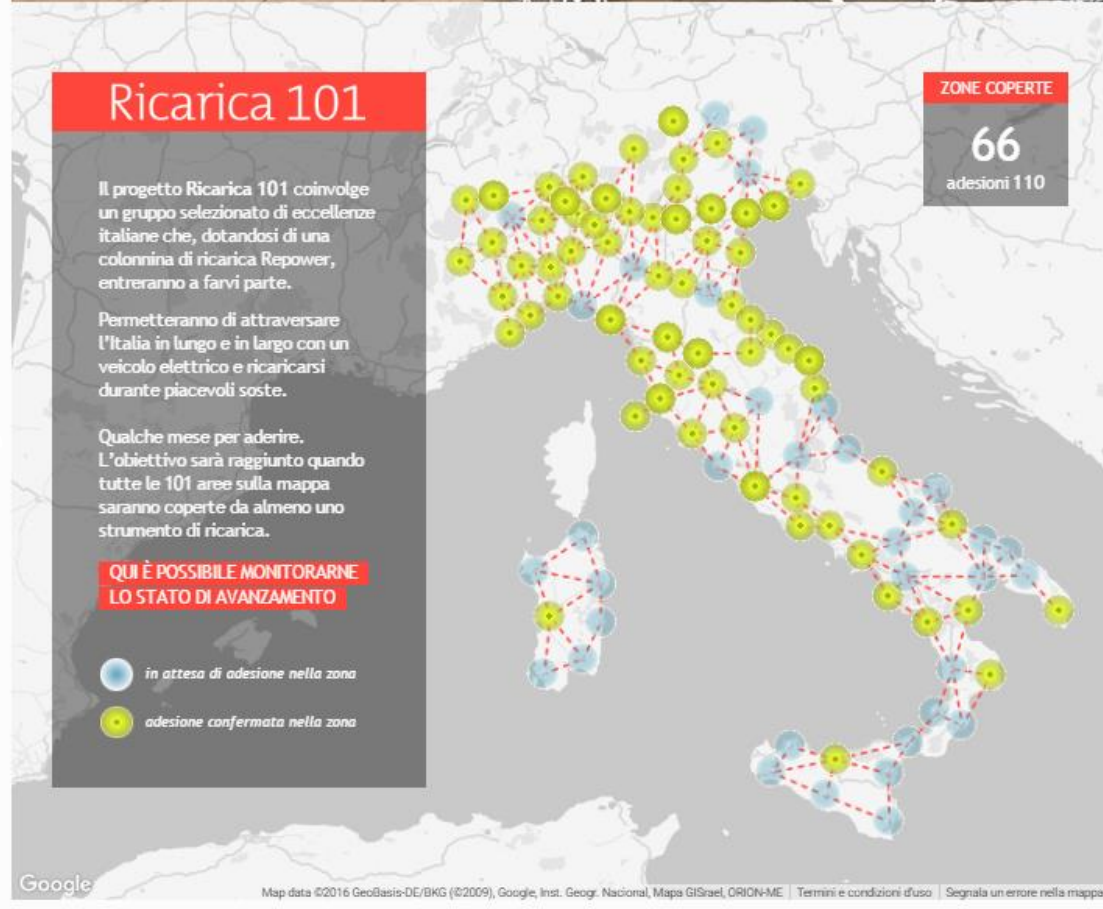 Ricarica 101
Il progetto Ricarica 101 coinvolge
un gruppo selezionato di eccellenze
italiane che, dotandosi di una
colonnina di ricarica Repower,
entreranno a farvi parte.
Permetteranno di attraversare
l'Italia in lungo e in largo con un
veicolo elettrico e ricaricarsi
durante piacevoli soste.
Qualche mese per aderire.
L'obiettivo sarà raggiunto quando
tutte le 101 aree sulla mappa
saranno coperte da almeno uno
strumento di ricarica.
QUI È POSSIBILE MONITORARNE
LO STATO DI AVANZAMENTO
in attesa di adesione nella zona
adesione confermata nella zona
ZONE COPERTE
66
adesioni 110
Google
Map data ©2016 GeoBasis-DE/BKG (©2009), Google, Inst. Geogr. Nacional, Mapa GISrael, ORION-ME
Termini e condizioni d'uso
Segnala un errore nella mappa